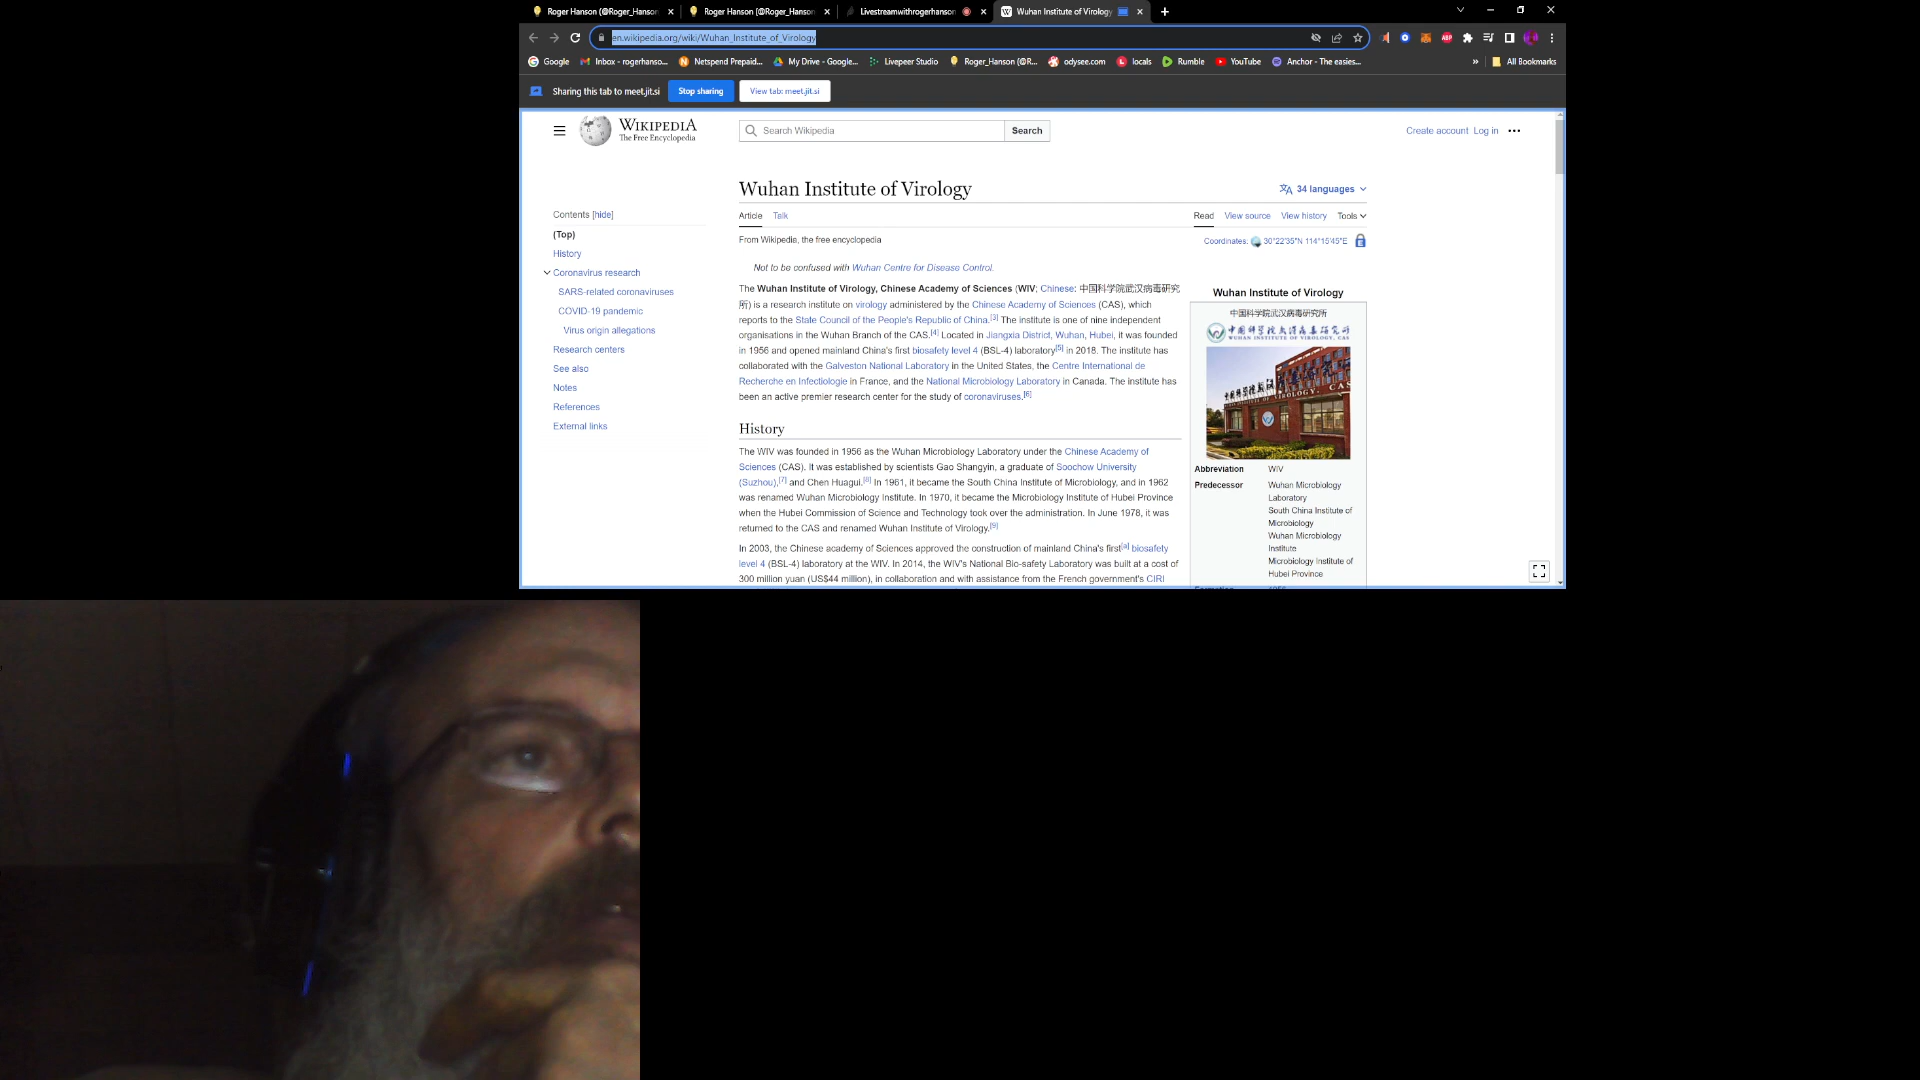 Roger Hanson (@Roger_Hanson
Roger Hanson (@Roger_Hanson
Livestreamwithrogerhanson
Wuhan Institute of Virology
en.wikipedia.org/wiki/Wuhan_Institute_of_Virology
ABP
Google
Inbox - rogerhanso...
Netspend Prepaid...
My Drive - Google...
Livepeer Studio
Roger_Hanson (@R...
odysee.com
locals
Rumble
YouTube
Anchor - The easies...
»
All Bookmarks
Sharing this tab to meet.jit.si
Stop sharing
View tab: meet.jit.si
WIKIPEDIA
The Free Encyclopedia
Search Wikipedia
Search
Create account Log in
Wuhan Institute of Virology
34 languages
Contents [hide]
(Top)
History
Coronavirus research
SARS-related coronaviruses
COVID-19 pandemic
Virus origin allegations
Research centers
See also
Notes
References
External links
Article Talk
Read View source View history Tools
From Wikipedia, the free encyclopedia
Coordinates: 30°22′35″N 114°15′45″E
Not to be confused with Wuhan Centre for Disease Control.
The Wuhan Institute of Virology, Chinese Academy of Sciences (WIV; Chinese: 中国科学院武汉病毒研究
所) is a research institute on virology administered by the Chinese Academy of Sciences (CAS), which
reports to the State Council of the People's Republic of China.[3] The institute is one of nine independent
organisations in the Wuhan Branch of the CAS.[4] Located in Jiangxia District, Wuhan, Hubei, it was founded
in 1956 and opened mainland China's first biosafety level 4 (BSL-4) laboratory[5] in 2018. The institute has
collaborated with the Galveston National Laboratory in the United States, the Centre International de
Recherche en Infectiologie in France, and the National Microbiology Laboratory in Canada. The institute has
been an active premier research center for the study of coronaviruses.[6]
History
The WIV was founded in 1956 as the Wuhan Microbiology Laboratory under the Chinese Academy of
Sciences (CAS). It was established by scientists Gao Shangyin, a graduate of Soochow University
(Suzhou),[7] and Chen Huagui.[8] In 1961, it became the South China Institute of Microbiology, and in 1962
was renamed Wuhan Microbiology Institute. In 1970, it became the Microbiology Institute of Hubei Province
when the Hubei Commission of Science and Technology took over the administration. In June 1978, it was
returned to the CAS and renamed Wuhan Institute of Virology.[9]
In 2003, the Chinese academy of Sciences approved the construction of mainland China's first[a] biosafety
level 4 (BSL-4) laboratory at the WIV. In 2014, the WIV's National Bio-safety Laboratory was built at a cost of
300 million yuan (US$44 million), in collaboration and with assistance from the French government's CIRI
Wuhan Institute of Virology
中国科学院武汉病毒研究所
中国科学院武汉病毒研究所
WUHAN INSTITUTE OF VIROLOGY, CAS
Abbreviation WIV
Predecessor Wuhan Microbiology
Laboratory
South China Institute of
Microbiology
Wuhan Microbiology
Institute
Microbiology Institute of
Hubei Province